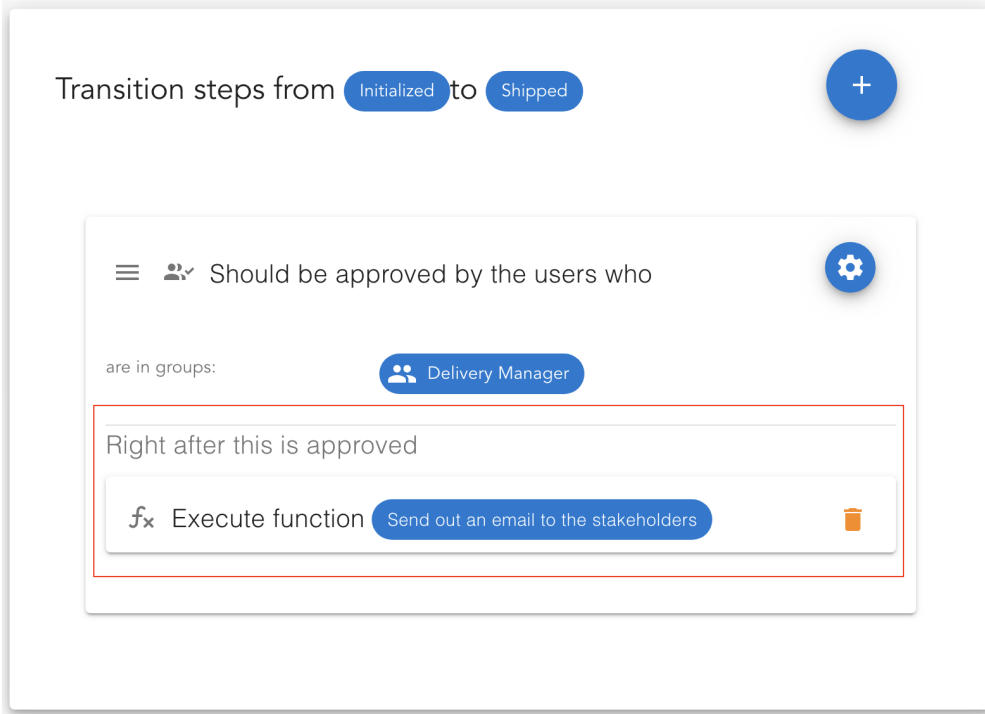 Transition steps from Initialized to Shipped
Should be approved by the users who
are in groups: Delivery Manager
Right after this is approved
fx Execute function Send out an email to the stakeholders